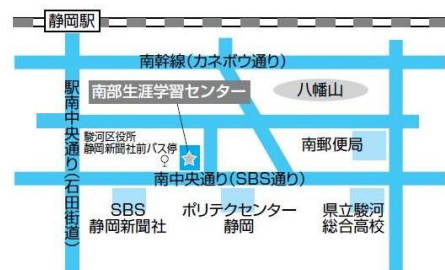 静岡駅
南幹線(カネボウ通り)
南部生涯学習センター
八幡山
駅南中央通り(石田街道)
駿河区役所
静岡新聞社前バス停
南郵便局
南中央通り(SBS通り)
SBS
静岡新聞社
ポリテクセンター
静岡
県立駿河
総合高校